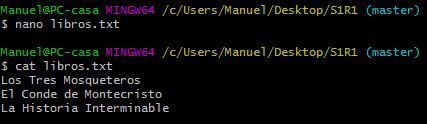 Manuel@PC-casa MINGW64 /c/Users/Manuel/Desktop/S1R1 (master)
$ nano libros.txt
Manuel@PC-casa MINGW64 /c/Users/Manuel/Desktop/S1R1 (master)
$ cat libros.txt
Los Tres Mosqueteros
El Conde de Montecristo
La Historia Interminable